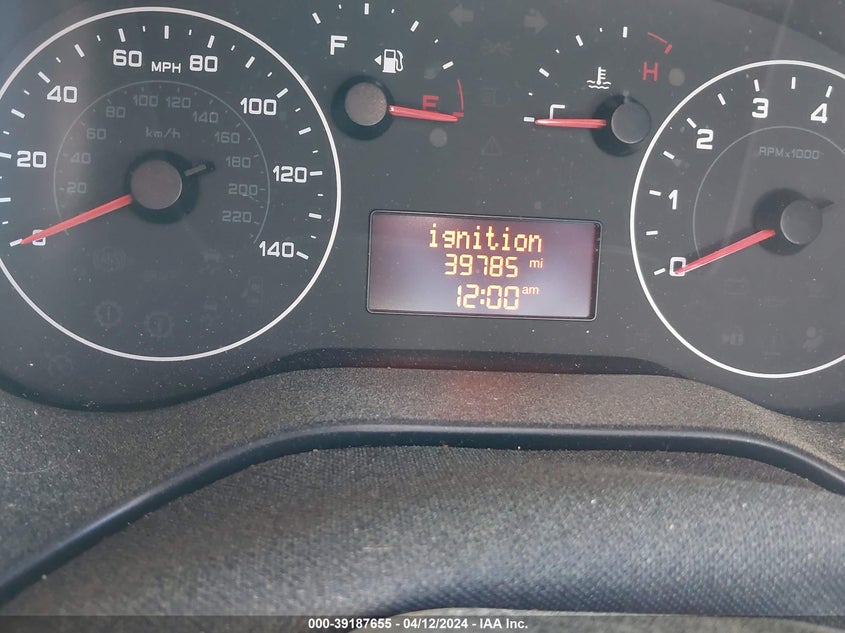 0 20 40 60 80 100 120 140
MPH
20 40 60 80 100 120 140 160 180 200 220
km/h
F
E
C
H
0 1 2 3 4
RPMx1000
ignition
39785 mi
12:00 am
000-39187655 - 04/12/2024 - IAA Inc.